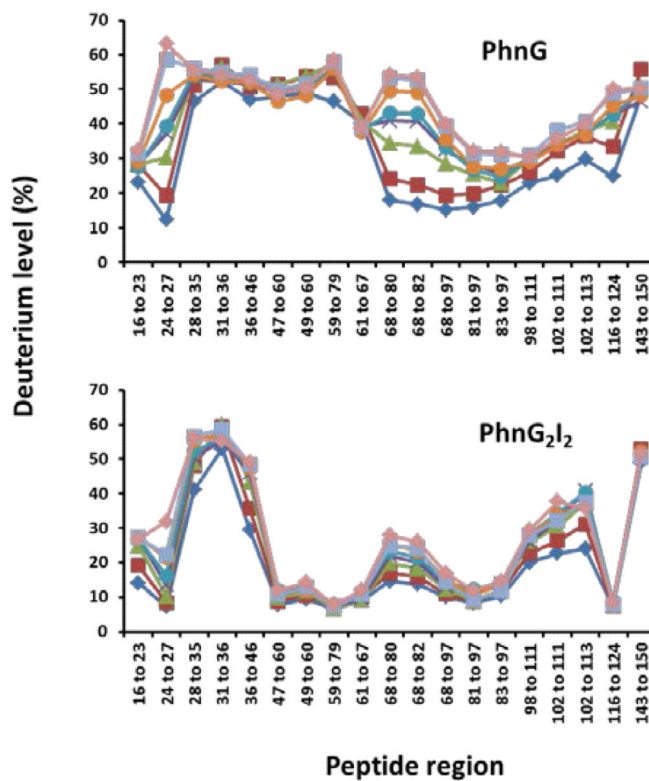 Deuterium level (%)
PhnG
70
60
50
40
30
20
10
0
16 to 23
24 to 27
28 to 35
31 to 36
36 to 46
47 to 60
49 to 60
59 to 79
61 to 67
68 to 80
68 to 82
68 to 97
81 to 97
83 to 97
98 to 111
102 to 111
102 to 113
116 to 124
143 to 150
PhnG₂I₂
70
60
50
40
30
20
10
0
16 to 23
24 to 27
28 to 35
31 to 36
36 to 46
47 to 60
49 to 60
59 to 79
61 to 67
68 to 80
68 to 82
68 to 97
81 to 97
83 to 97
98 to 111
102 to 111
102 to 113
116 to 124
143 to 150
Peptide region